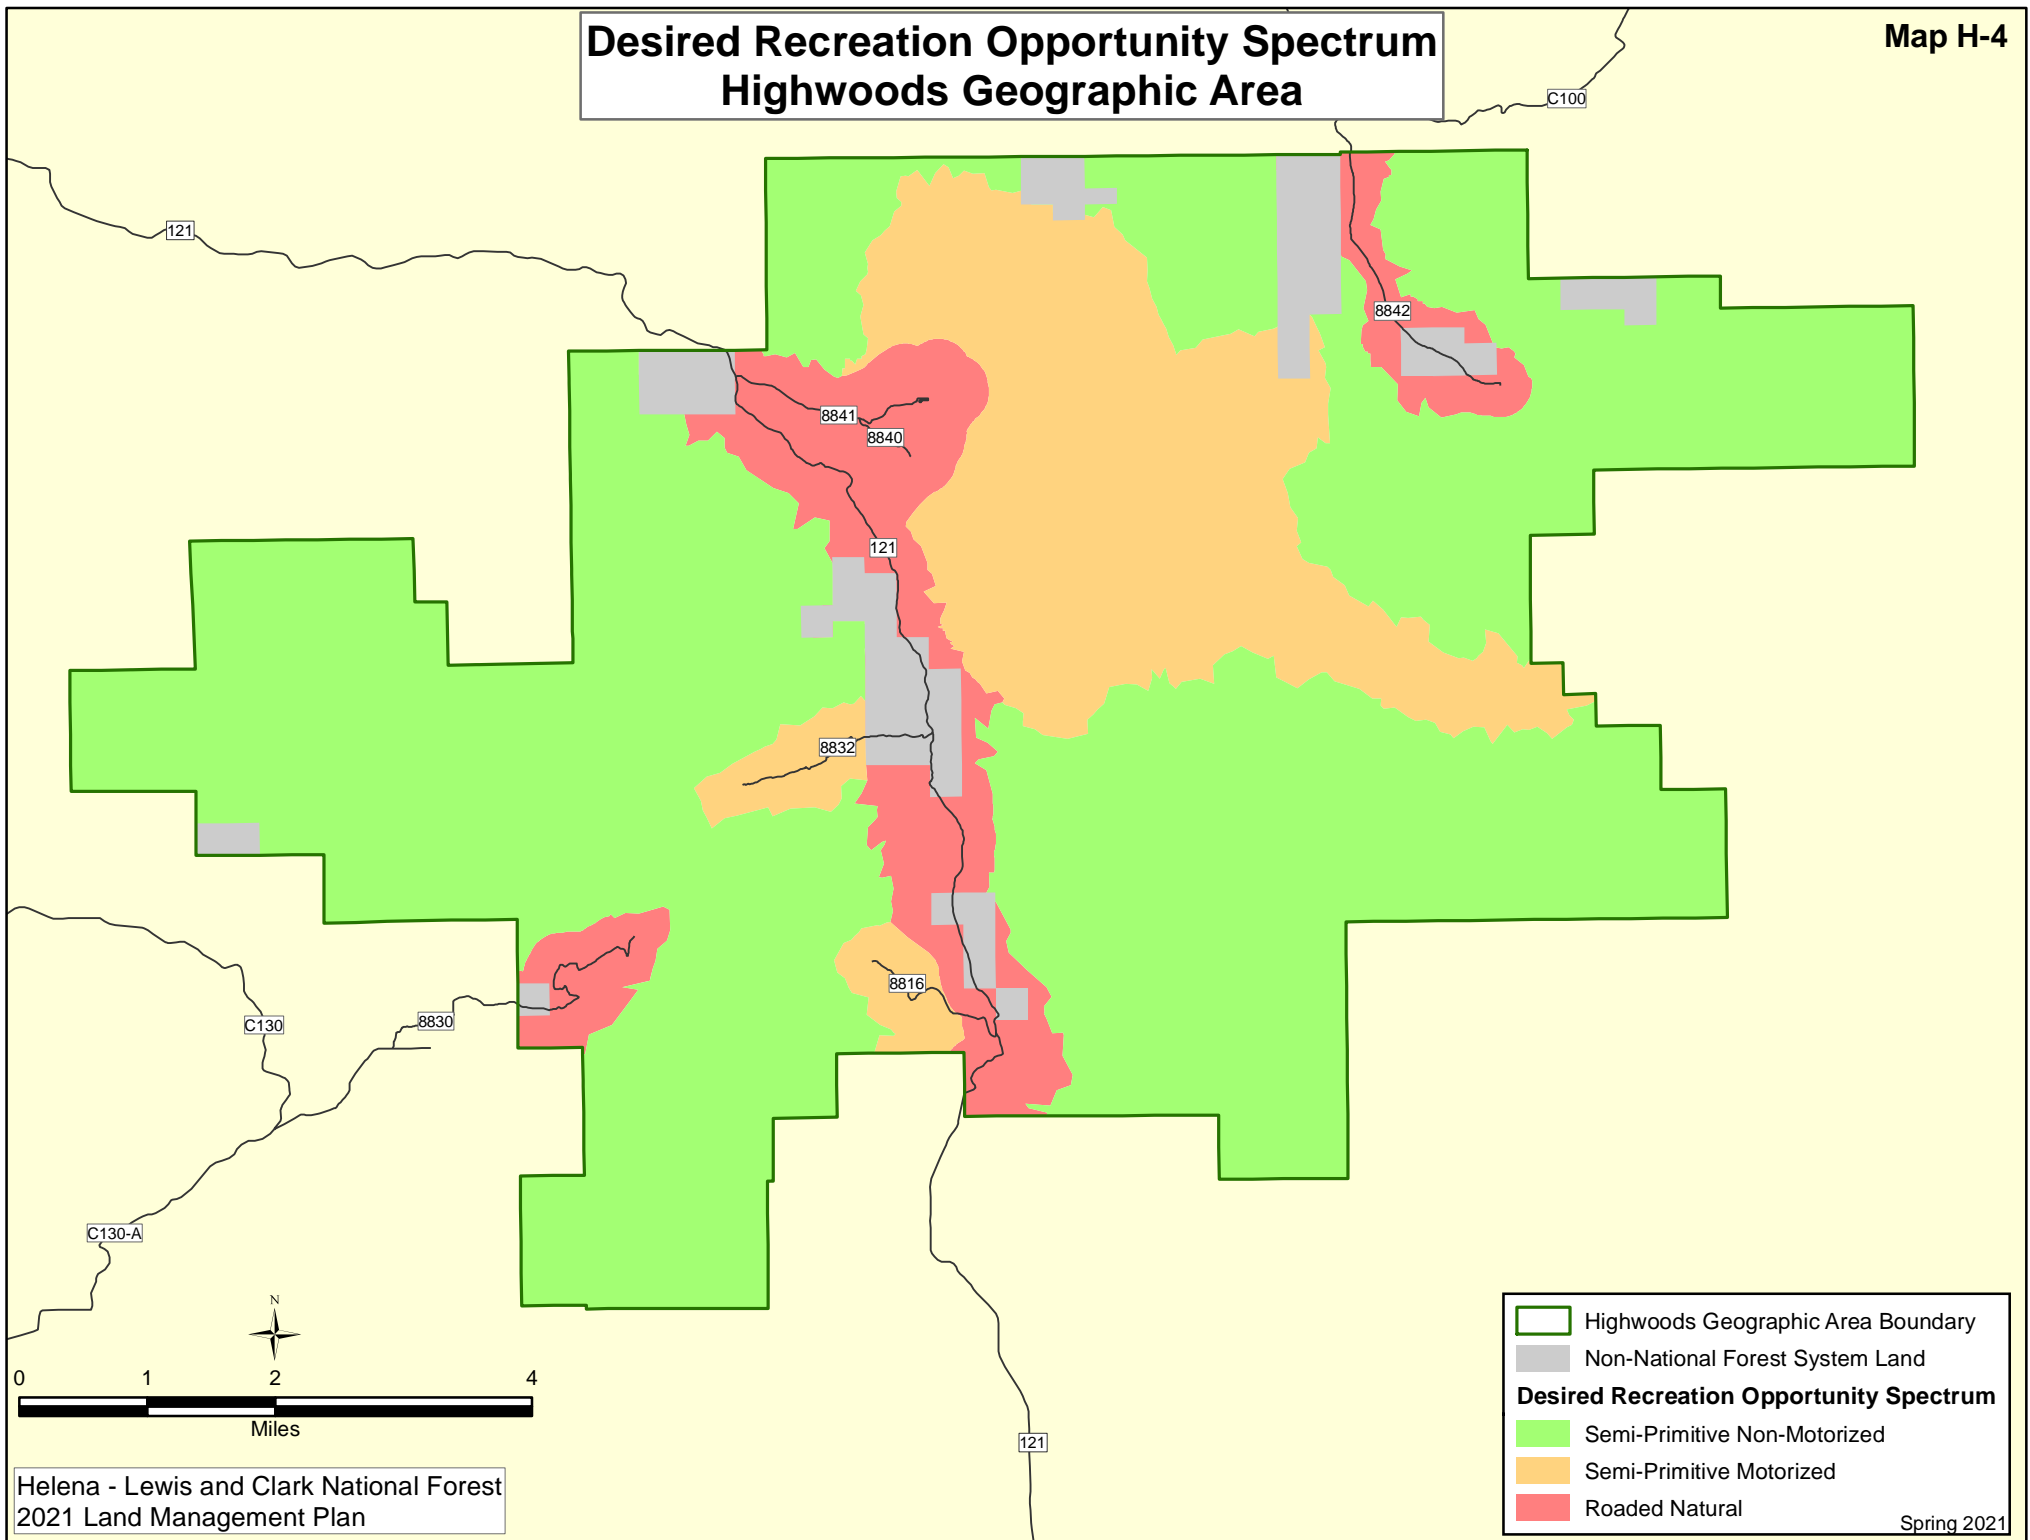 Desired Recreation Opportunity Spectrum
Highwoods Geographic Area
Map H-4
C100
121
8842
8841
8840
121
8832
8816
C130
8830
C130-A
121
N
0 1 2 4
Miles
Helena - Lewis and Clark National Forest
2021 Land Management Plan
Highwoods Geographic Area Boundary
Non-National Forest System Land
Desired Recreation Opportunity Spectrum
Semi-Primitive Non-Motorized
Semi-Primitive Motorized
Roaded Natural
Spring 2021